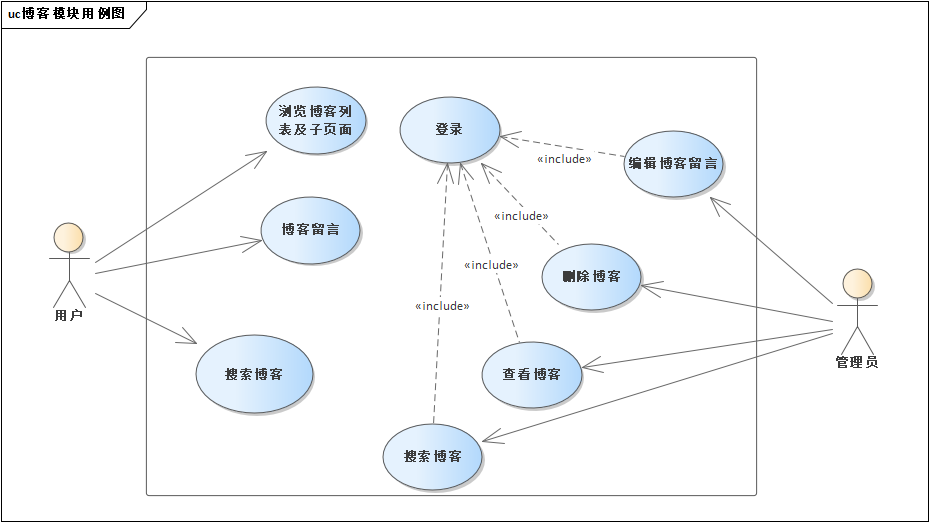 uc博客模块用例图
浏览博客列
表及子页面
登录
«include»
编辑博客留言
博客留言
«include»
«include»
删除博客
«include»
用户
管理员
搜索博客
查看博客
搜索博客